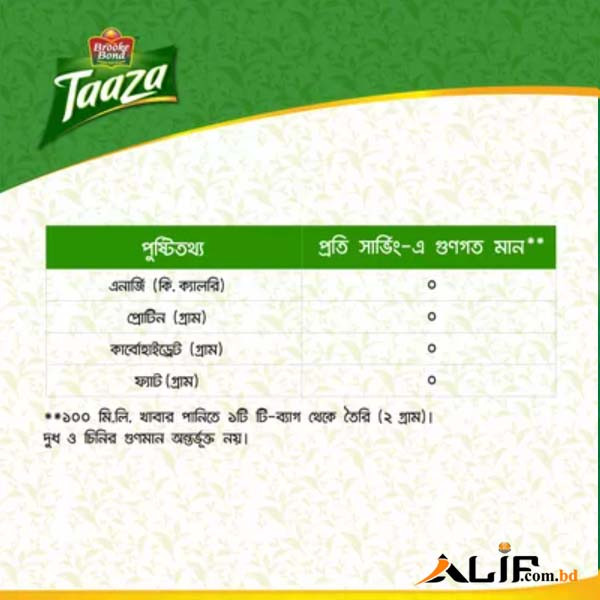 Brooke
Bond
Taaza
পুষ্টিতথ্য প্রতি সার্ভিং-এ গুণগত মান**
এনার্জি (কি. ক্যালরি) ০
প্রোটিন (গ্রাম) ০
কার্বোহাইড্রেট (গ্রাম) ০
ফ্যাট (গ্রাম) ০
**১০০ মি.লি. খাবার পানিতে ১টি টি-ব্যাগ থেকে তৈরি (২ গ্রাম)।
দুধ ও চিনির গুণমান অন্তর্ভূক্ত নয়।
ALIF.com.bd